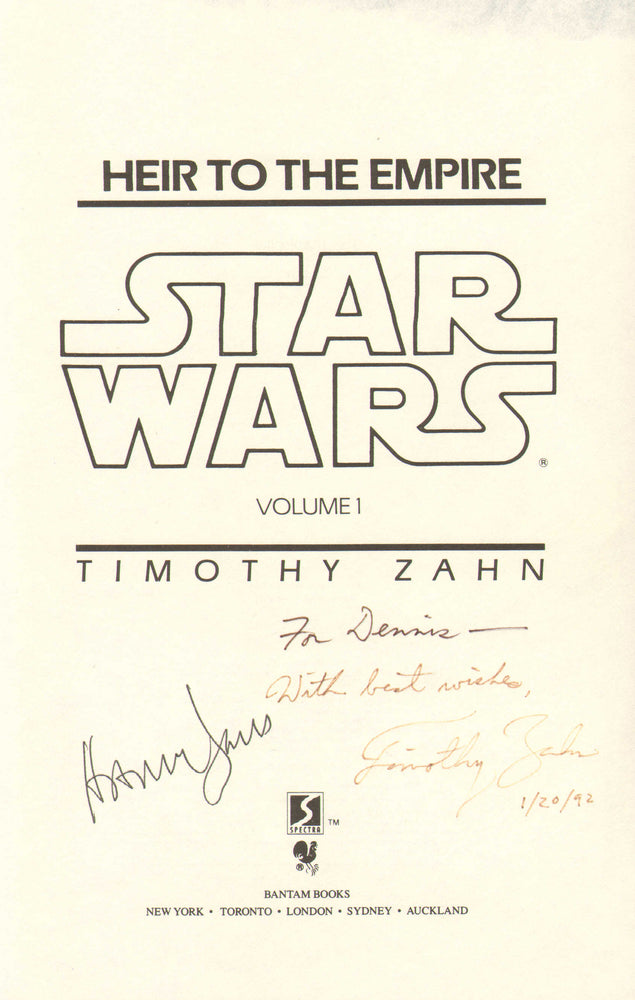 HEIR TO THE EMPIRE
STAR
WARS
®
VOLUME 1
TIMOTHY ZAHN
For Dennis —
With best wishes,
Timothy Zahn
1/20/92
SPECTRA
TM
®
BANTAM BOOKS
NEW YORK • TORONTO • LONDON • SYDNEY • AUCKLAND